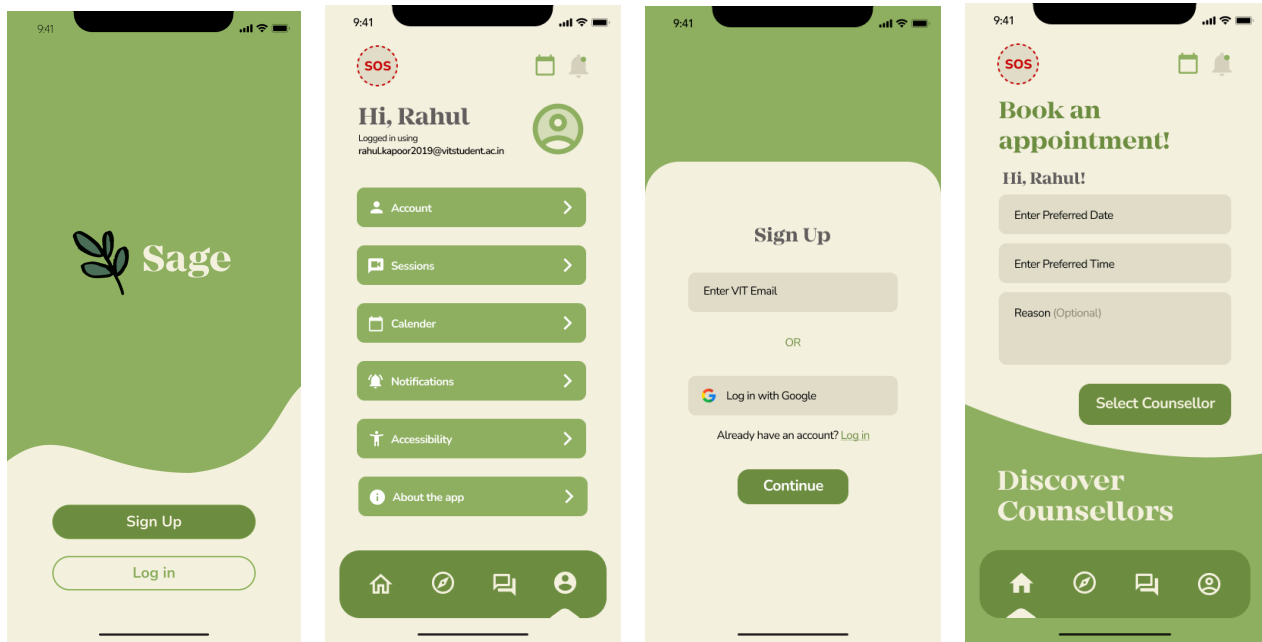 9:41
Sage
Sign Up
Log in
9:41
SOS
Hi, Rahul
Logged in using
rahul.kapoor2019@vitstudent.ac.in
Account
Sessions
Calender
Notifications
Accessibility
About the app
9:41
Sign Up
Enter VIT Email
OR
Log in with Google
Already have an account? Log in
Continue
9:41
SOS
Book an
appointment!
Hi, Rahul!
Enter Preferred Date
Enter Preferred Time
Reason (Optional)
Select Counsellor
Discover
Counsellors